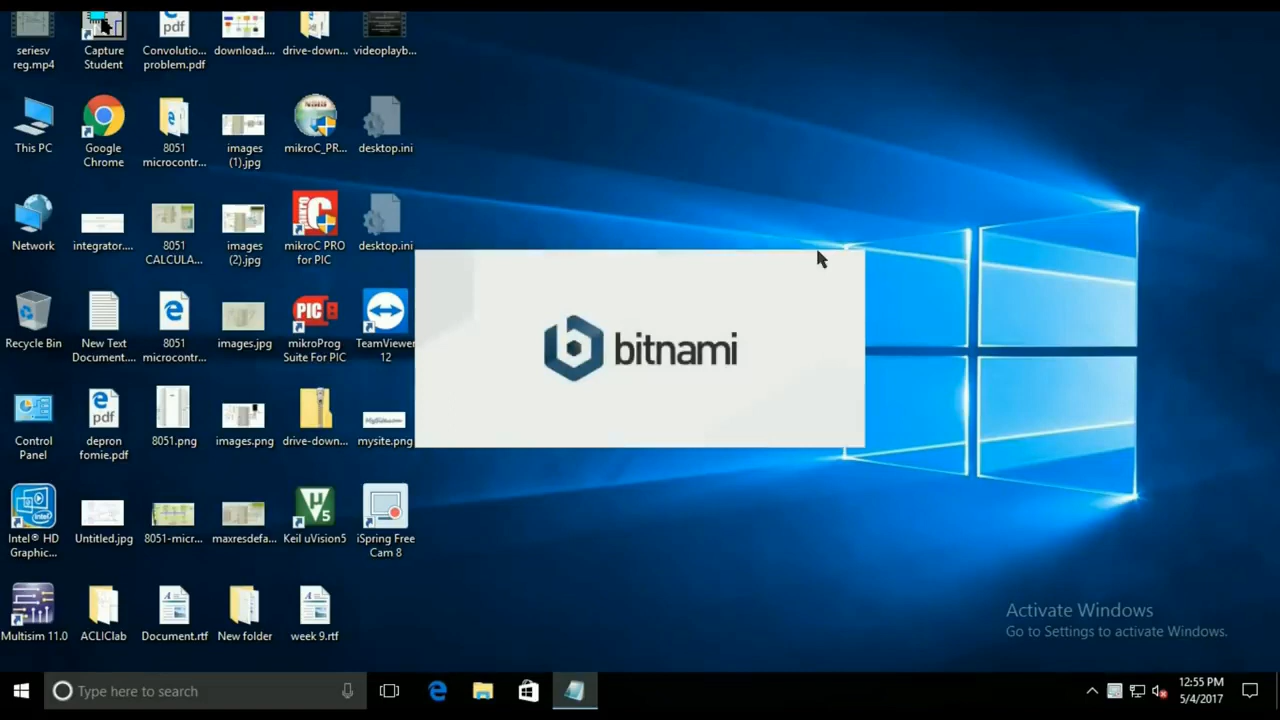 seriesv
reg.mp4
Capture
Student
Convolutio...
problem.pdf
download....
drive-down...
videoplayb...
This PC
Google
Chrome
8051
microcontr...
images
(1).jpg
mikroC_PR...
desktop.ini
Network
integrator....
8051
CALCULA...
images
(2).jpg
mikroC PRO
for PIC
desktop.ini
Recycle Bin
New Text
Document....
8051
microcontr...
images.jpg
mikroProg
Suite For PIC
TeamViewer
12
Control
Panel
depron
fomie.pdf
8051.png
images.png
drive-down...
mysite.png
Intel® HD
Graphic...
Untitled.jpg
8051-micr...
maxresdefa...
Keil uVision5
iSpring Free
Cam 8
Multisim 11.0
ACLIClab
Document.rtf
New folder
week 9.rtf
bitnami
Activate Windows
Go to Settings to activate Windows.
Type here to search
12:55 PM
5/4/2017